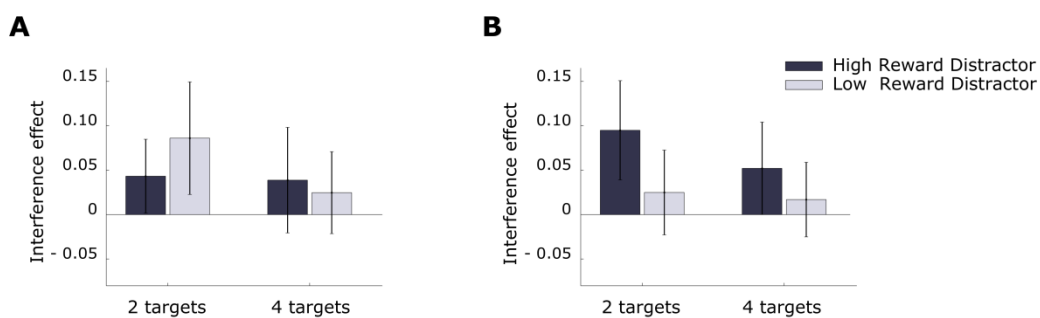 A
Interference effect
0.15
0.10
0.05
0
- 0.05
2 targets
4 targets
B
High Reward Distractor
Low Reward Distractor
Interference effect
0.15
0.10
0.05
0
- 0.05
2 targets
4 targets